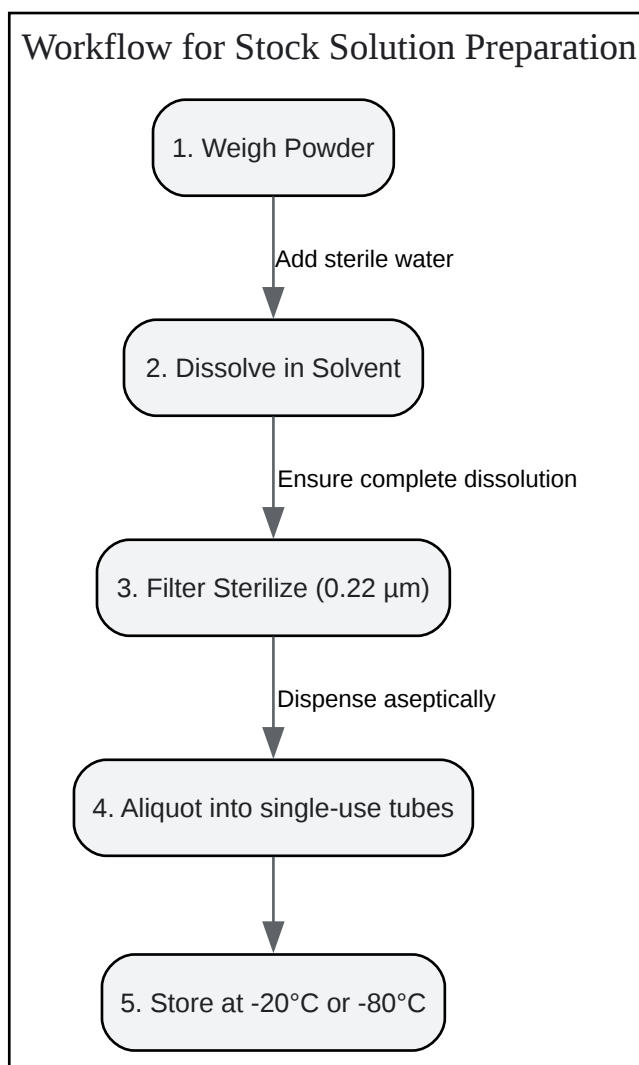 Workflow for Stock Solution Preparation
1. Weigh Powder
Add sterile water
2. Dissolve in Solvent
Ensure complete dissolution
3. Filter Sterilize (0.22 µm)
Dispense aseptically
4. Aliquot into single-use tubes
5. Store at -20°C or -80°C